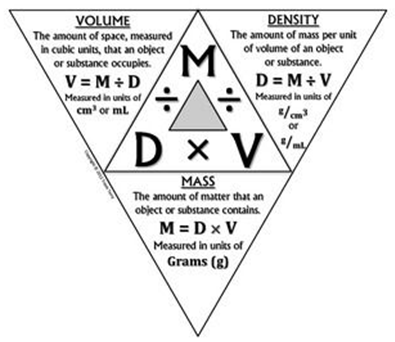 VOLUME
The amount of space, measured
in cubic units, that an object
or substance occupies.
V = M ÷ D
Measured in units of
cm³ or mL
DENSITY
The amount of mass per unit
of volume of an object
or substance.
D = M ÷ V
Measured in units of
g/cm³
or
g/mL
M
÷ ÷
D × V
MASS
The amount of matter that an
object or substance contains.
M = D × V
Measured in units of
Grams (g)